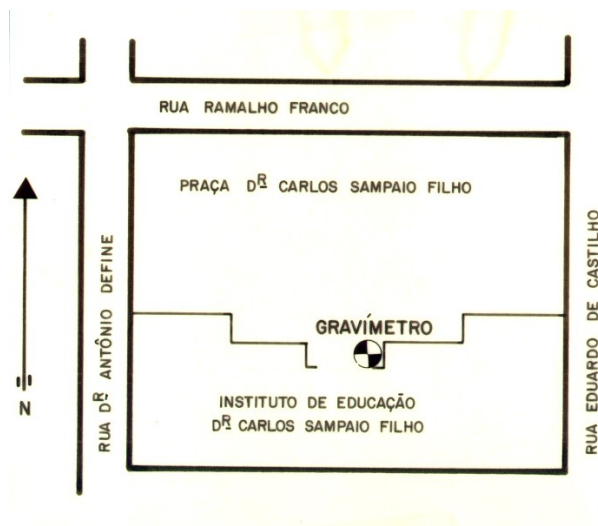 RUA RAMALHO FRANCO
PRAÇA DR CARLOS SAMPAIO FILHO
RUA DR ANTÔNIO DEFINE
RUA EDUARDO DE CASTILHO
GRAVÍMETRO
N
INSTITUTO DE EDUCAÇÃO
DR CARLOS SAMPAIO FILHO